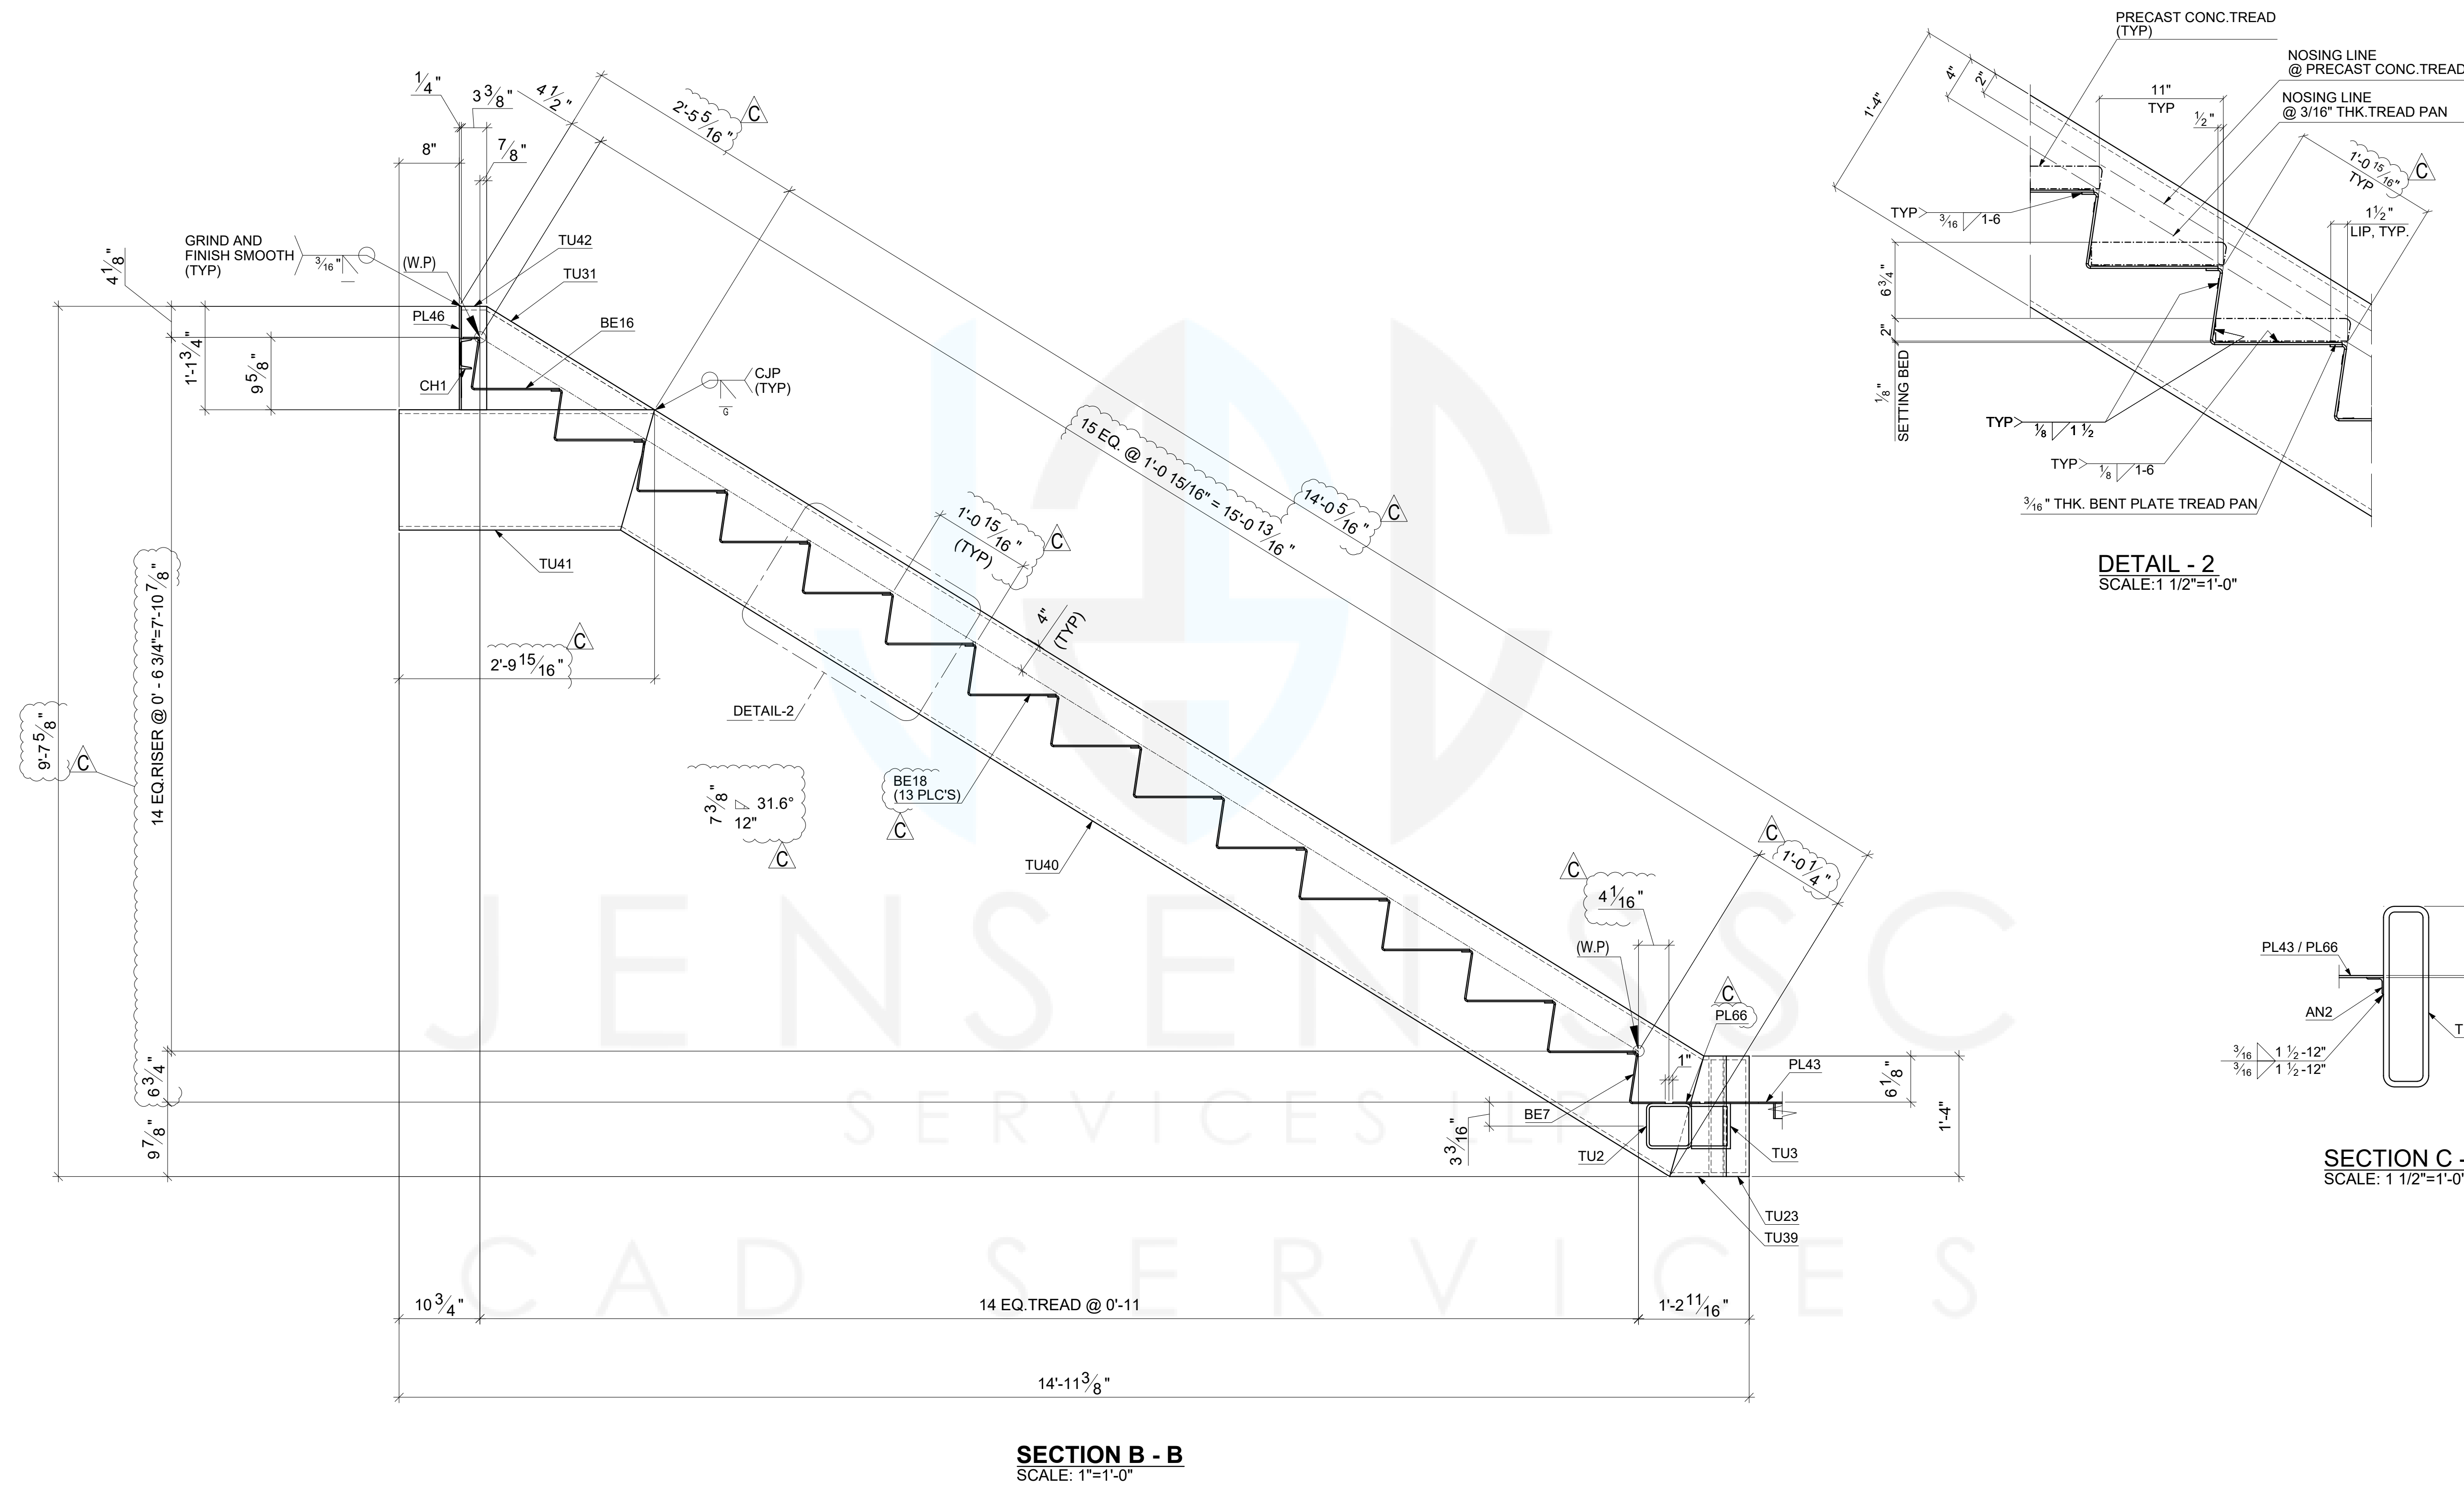 1/4"
3 3/8"
7/8"
8"
4 1/2"
2'-5 5/16"
C
GRIND AND
FINISH SMOOTH
(TYP)
3/16"
(W.P)
TU42
TU31
PL46
BE16
CH1
CJP
(TYP)
G
4 1/8"
1'-1 3/4"
9 5/8"
TU41
2'-9 15/16"
C
9'-7 5/8"
C
14 EQ.RISER @ 0' - 6 3/4"=7'-10 7/8"
6 3/4"
9 7/8"
15 EQ. @ 1'-0 15/16" = 15'-0 13/16"
14'-0 5/16"
C
1'-0 15/16"
(TYP)
C
4"
(TYP)
DETAIL-2
7 3/8"
31.6°
12"
C
BE18
(13 PLC'S)
C
TU40
C
1'-0 1/4"
C
4 1/16"
(W.P)
C
PL66
1"
PL43
BE7
3 3/16"
TU2
TU3
6 1/8"
1'-4"
TU23
TU39
10 3/4"
14 EQ.TREAD @ 0'-11
1'-2 11/16"
14'-11 3/8"
SECTION B - B
SCALE: 1"=1'-0"
PRECAST CONC.TREAD
(TYP)
NOSING LINE
@ PRECAST CONC.TREAD
NOSING LINE
@ 3/16" THK.TREAD PAN
1'-4"
4"
2"
11"
TYP
1/2"
1'-0 15/16"
TYP
C
1 1/2"
LIP, TYP.
TYP
3/16 1-6
6 3/4"
2"
1/8"
SETTING BED
TYP
1/8 1 1/2
TYP
1/8 1-6
3/16" THK. BENT PLATE TREAD PAN
DETAIL - 2
SCALE:1 1/2"=1'-0"
PL43 / PL66
AN2
T
3/16 1 1/2-12"
3/16 1 1/2-12"
SECTION C -
SCALE: 1 1/2"=1'-0"
JENSEN SSC
SERVICES LLP
CAD SERVICES